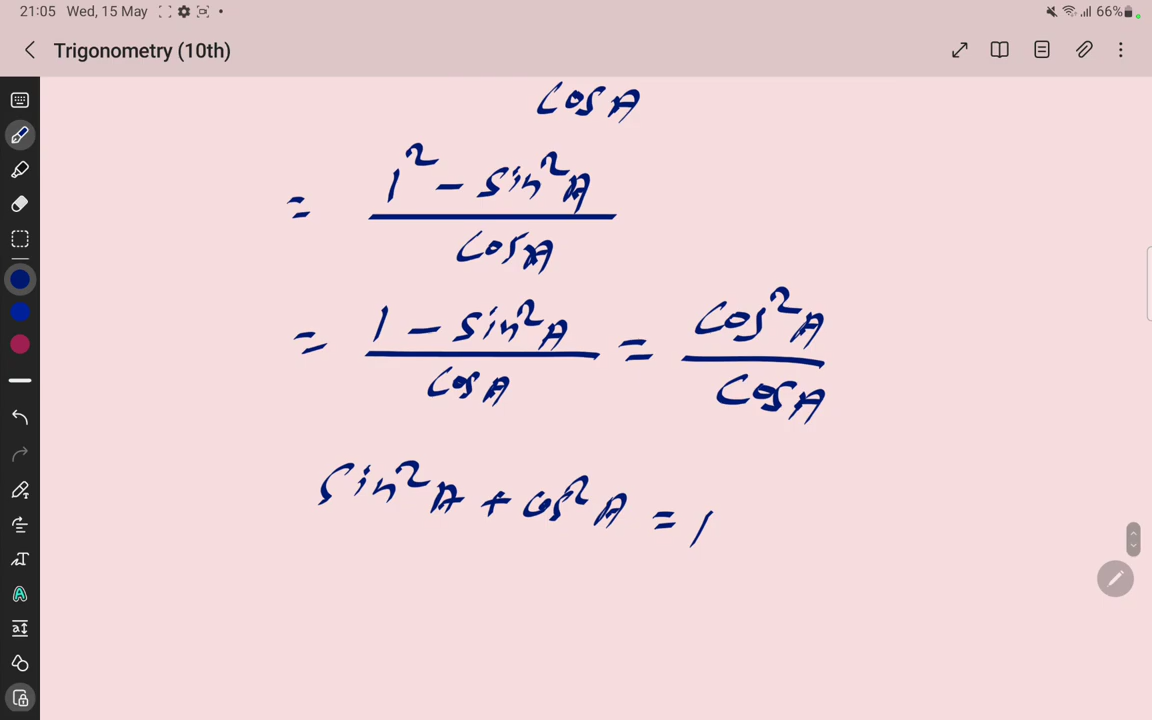 21:05 Wed, 15 May 66%
Trigonometry (10th)
cos A
= 1² - sin²A
cos A
= 1 - sin²A = cos²A
cos A cos A
sin²A + cos²A = 1